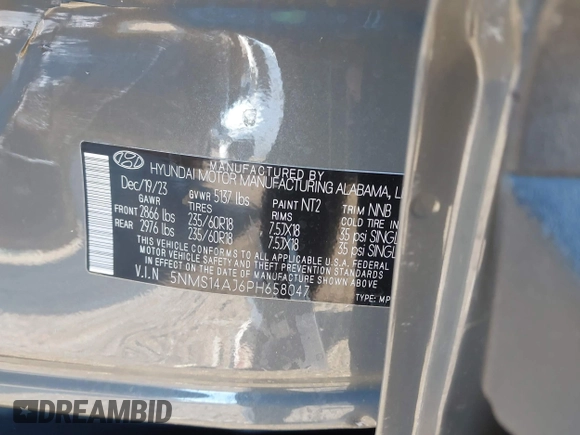 MANUFACTURED BY
HYUNDAI MOTOR MANUFACTURING ALABAMA,
Dec/19/23 GVWR 5137 lbs PAINT NT2 TRIM NNB
GAWR TIRES RIMS COLD TIRE
FRONT 2866 lbs 235/60R18 , 7.5JX18 35 psi SINGL
REAR 2976 lbs 235/60R18 , 7.5JX18 35 psi SINGL
THIS VEHICLE CONFORMS TO ALL APPLICABLE U.S.A. FEDERAL
MOTOR VEHICLE SAFETY BUMPER, AND THEFT PREVENTION
STANDARDS IN EFFECT ON THE DATE OF MANUFACTURE SHOWN
ABOVE.
V.I.N 5NMS14AJ6PH658047 TYPE: MP
DREAMBID